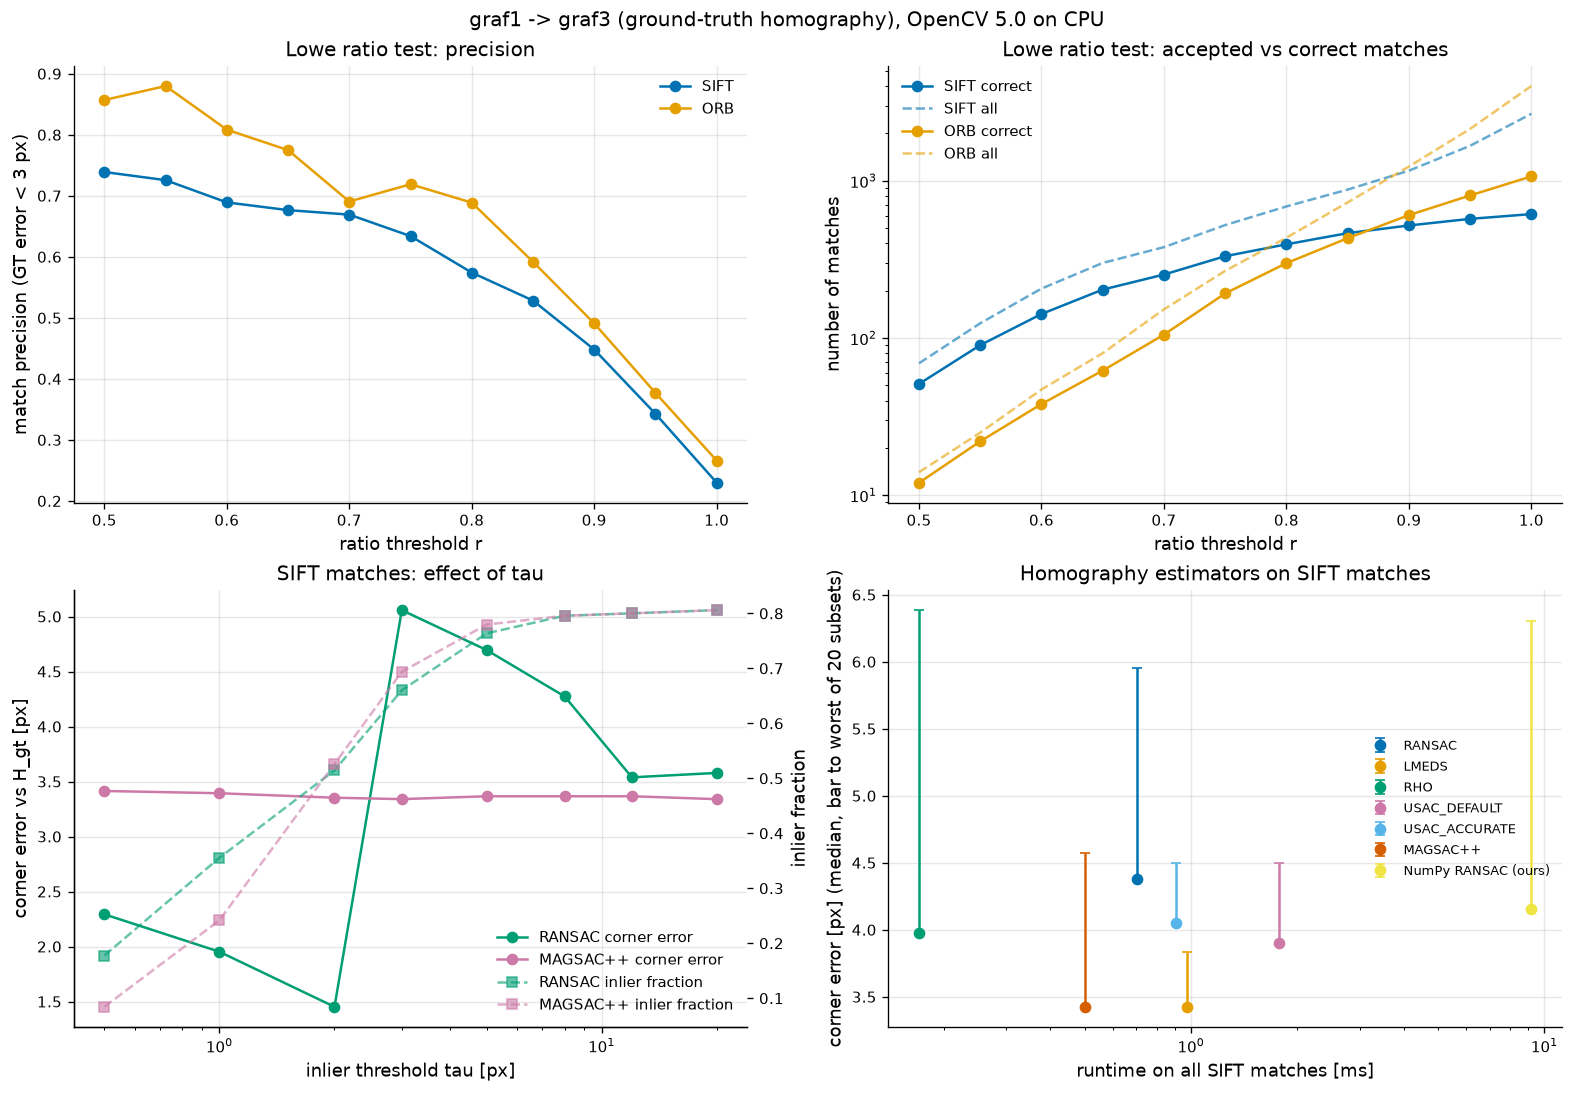 graf1 -> graf3 (ground-truth homography), OpenCV 5.0 on CPU
Lowe ratio test: precision
match precision (GT error < 3 px)
0.9
0.8
0.7
0.6
0.5
0.4
0.3
0.2
0.5 0.6 0.7 0.8 0.9 1.0
ratio threshold r
SIFT
ORB
Lowe ratio test: accepted vs correct matches
number of matches
10³
10²
10¹
0.5 0.6 0.7 0.8 0.9 1.0
ratio threshold r
SIFT correct
SIFT all
ORB correct
ORB all
SIFT matches: effect of tau
corner error vs H_gt [px]
5.0
4.5
4.0
3.5
3.0
2.5
2.0
1.5
10⁰ 10¹
inlier threshold tau [px]
0.8
0.7
0.6
0.5
0.4
0.3
0.2
0.1
inlier fraction
RANSAC corner error
MAGSAC++ corner error
RANSAC inlier fraction
MAGSAC++ inlier fraction
Homography estimators on SIFT matches
corner error [px] (median, bar to worst of 20 subsets)
6.5
6.0
5.5
5.0
4.5
4.0
3.5
10⁰ 10¹
runtime on all SIFT matches [ms]
RANSAC
LMEDS
RHO
USAC_DEFAULT
USAC_ACCURATE
MAGSAC++
NumPy RANSAC (ours)